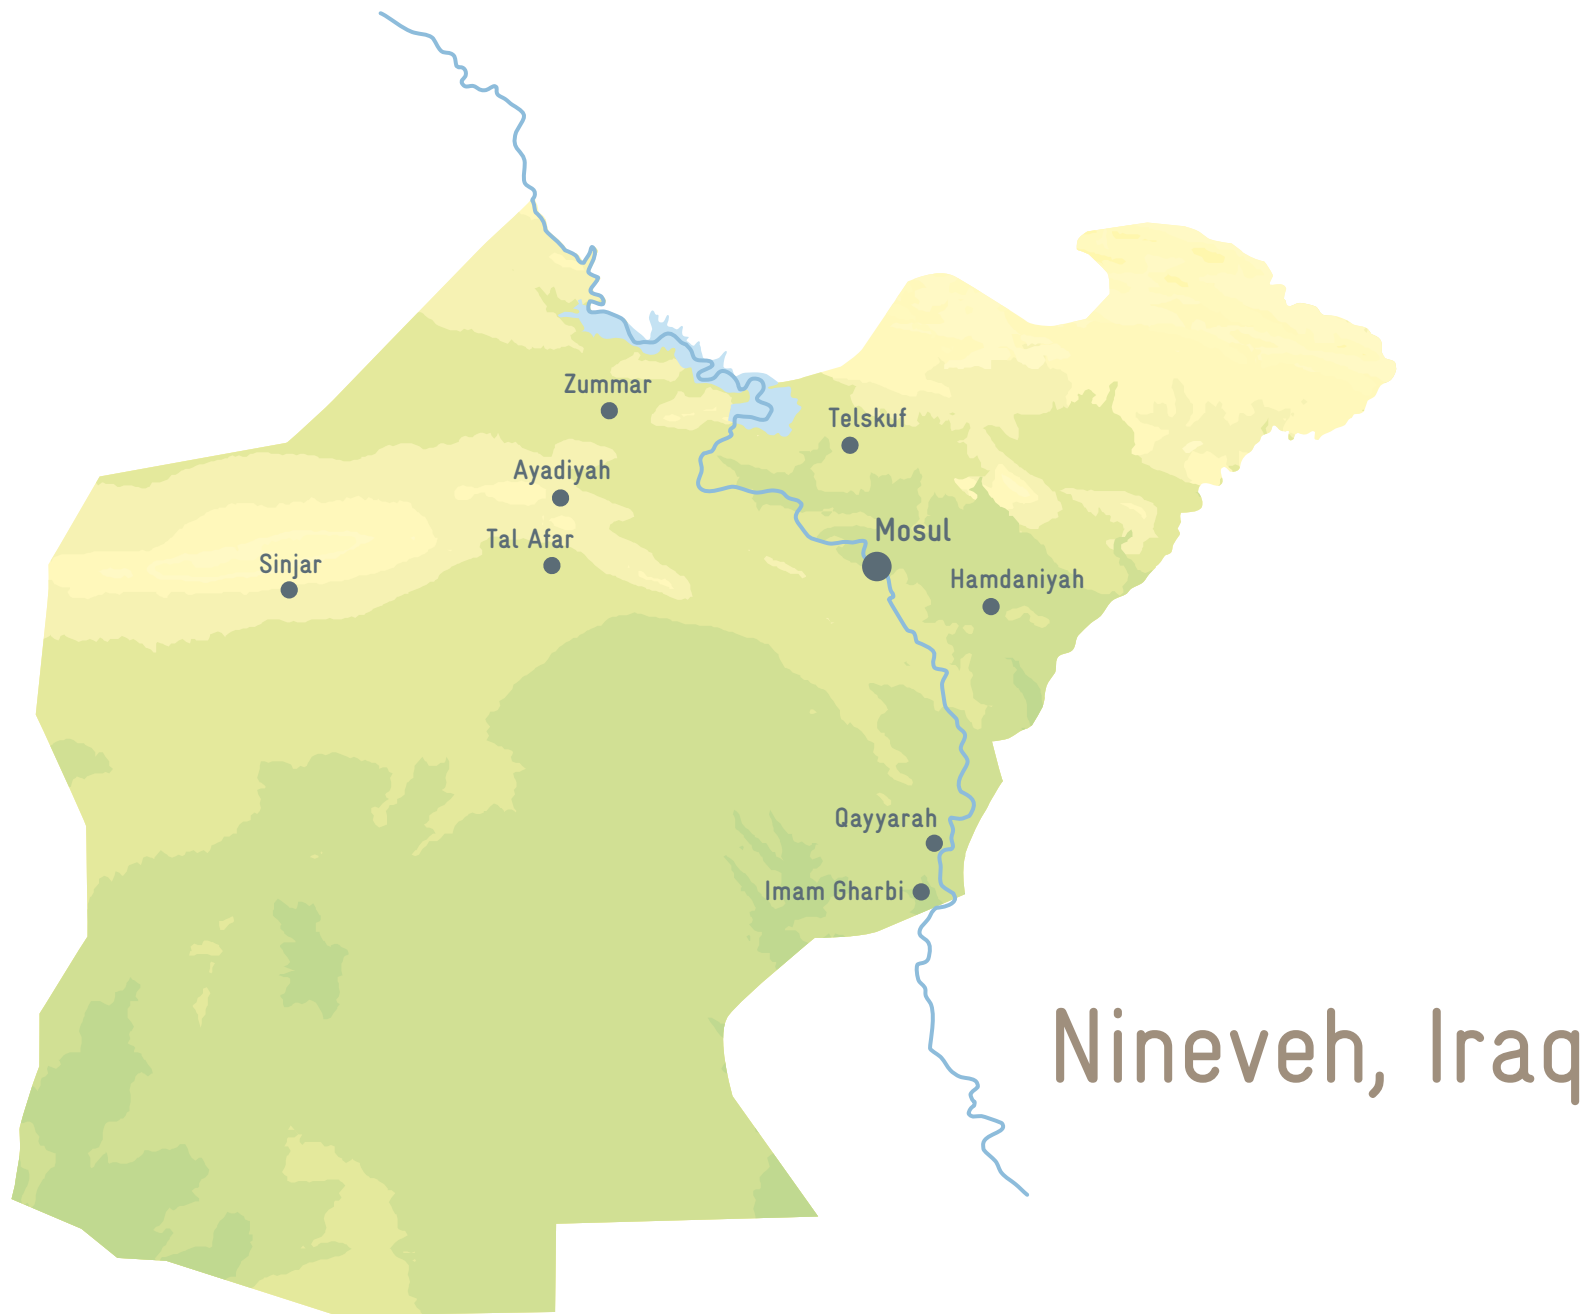 Zummar
Telskuf
Ayadiyah
Mosul
Tal Afar
Sinjar
Hamdaniyah
Qayyarah
Imam Gharbi
Nineveh, Iraq